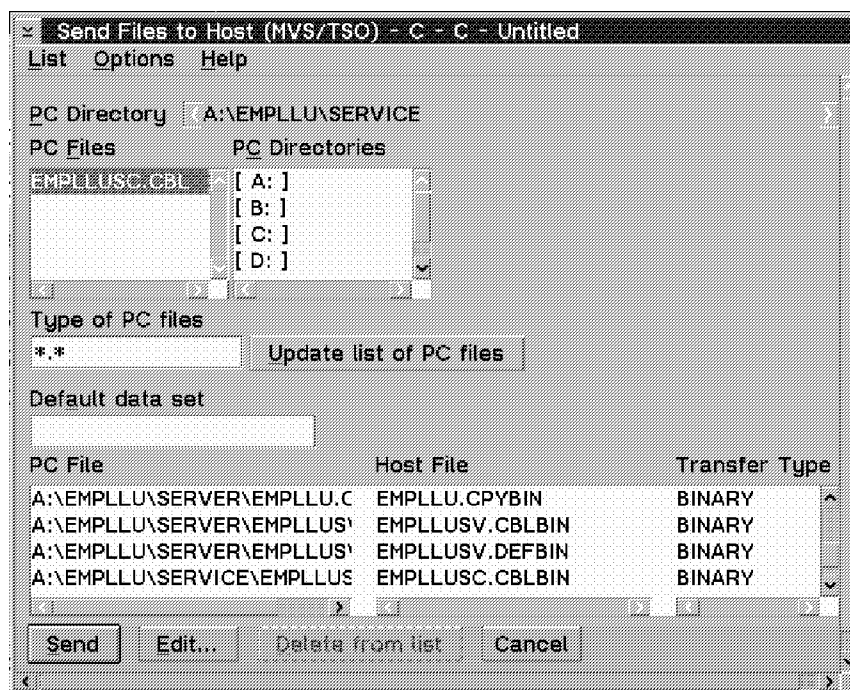 Send Files to Host (MVS/TSO) - C - C - Untitled
List Options Help
PC Directory A:\EMPLLU\SERVICE
PC Files PC Directories
EMPLLUSC.CBL [ A: ]
[ B: ]
[ C: ]
[ D: ]
Type of PC files
*.* Update list of PC files
Default data set
PC File Host File Transfer Type
A:\EMPLLU\SERVER\EMPLLU.C EMPLLU.CPYBIN BINARY
A:\EMPLLU\SERVER\EMPLLUSV EMPLLUSV.CBLBIN BINARY
A:\EMPLLU\SERVER\EMPLLUSV EMPLLUSV.DEFBIN BINARY
A:\EMPLLU\SERVICE\EMPLLUS EMPLLUSC.CBLBIN BINARY
Send Edit... Delete from list Cancel